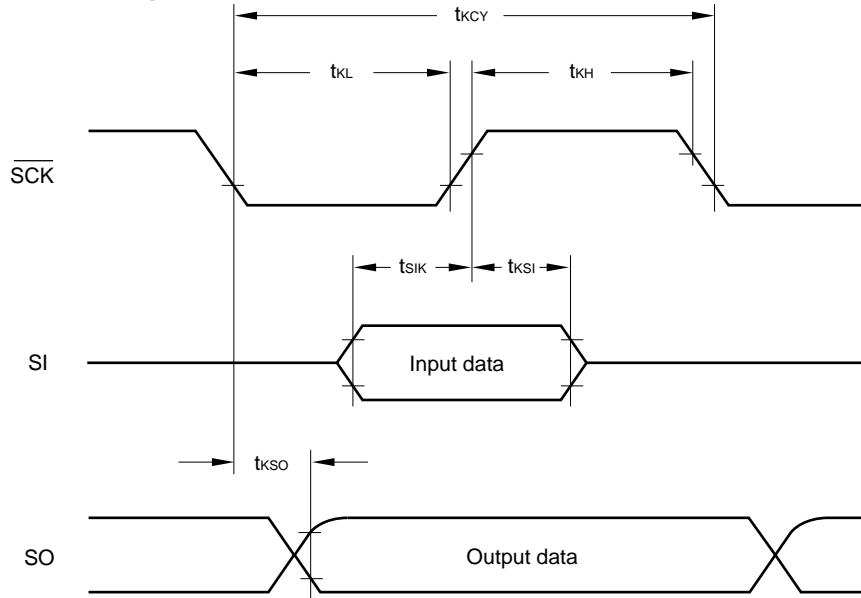 tKCY
tKL
tKH
SCK
tSIK
tKSI
SI
Input data
tKSO
SO
Output data